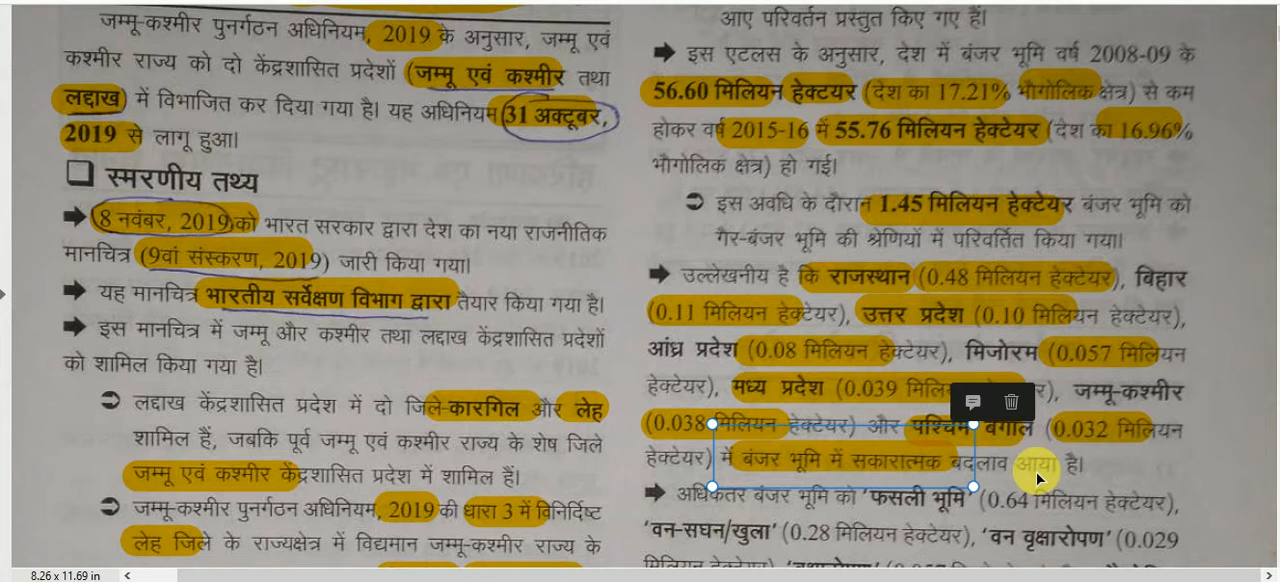 जम्मू-कश्मीर पुनर्गठन अधिनियम, 2019 के अनुसार, जम्मू एवं
कश्मीर राज्य को दो केंद्रशासित प्रदेशों (जम्मू एवं कश्मीर तथा
लद्दाख) में विभाजित कर दिया गया है। यह अधिनियम 31 अक्टूबर,
2019 से लागू हुआ।
❑ स्मरणीय तथ्य
➡ 8 नवंबर, 2019 को भारत सरकार द्वारा देश का नया राजनीतिक
मानचित्र (9वां संस्करण, 2019) जारी किया गया।
➡ यह मानचित्र भारतीय सर्वेक्षण विभाग द्वारा तैयार किया गया है।
➡ इस मानचित्र में जम्मू और कश्मीर तथा लद्दाख केंद्रशासित प्रदेशों
को शामिल किया गया है।
➲ लद्दाख केंद्रशासित प्रदेश में दो जिले-कारगिल और लेह
शामिल हैं, जबकि पूर्व जम्मू एवं कश्मीर राज्य के शेष जिले
जम्मू एवं कश्मीर केंद्रशासित प्रदेश में शामिल हैं।
➲ जम्मू-कश्मीर पुनर्गठन अधिनियम, 2019 की धारा 3 में विनिर्दिष्ट
लेह जिले के राज्यक्षेत्र में विद्यमान जम्मू-कश्मीर राज्य के
आए परिवर्तन प्रस्तुत किए गए हैं।
➡ इस एटलस के अनुसार, देश में बंजर भूमि वर्ष 2008-09 के
56.60 मिलियन हेक्टेयर (देश का 17.21% भौगोलिक क्षेत्र) से कम
होकर वर्ष 2015-16 में 55.76 मिलियन हेक्टेयर (देश का 16.96%
भौगोलिक क्षेत्र) हो गई।
➲ इस अवधि के दौरान 1.45 मिलियन हेक्टेयर बंजर भूमि को
गैर-बंजर भूमि की श्रेणियों में परिवर्तित किया गया।
➡ उल्लेखनीय है कि राजस्थान (0.48 मिलियन हेक्टेयर), बिहार
(0.11 मिलियन हेक्टेयर), उत्तर प्रदेश (0.10 मिलियन हेक्टेयर),
आंध्र प्रदेश (0.08 मिलियन हेक्टेयर), मिजोरम (0.057 मिलियन
हेक्टेयर), मध्य प्रदेश (0.039 मिलियन र), जम्मू-कश्मीर
(0.038 मिलियन हेक्टेयर) और पश्चिम बंगाल (0.032 मिलियन
हेक्टेयर) में बंजर भूमि में सकारात्मक बदलाव आया है।
➡ अधिकतर बंजर भूमि को 'फसली भूमि' (0.64 मिलियन हेक्टेयर),
'वन-सघन/खुला' (0.28 मिलियन हेक्टेयर), 'वन वृक्षारोपण' (0.029
8.26 x 11.69 in